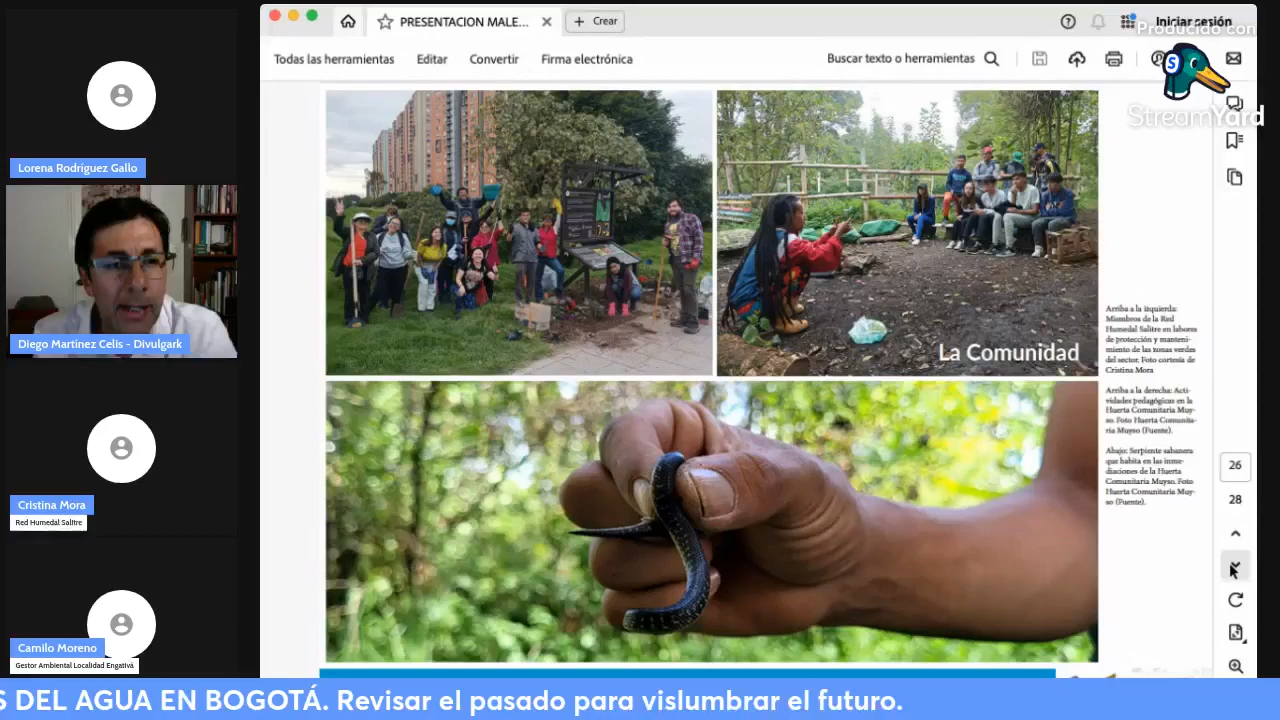 PRESENTACION MALE...
Crear
Iniciar sesión
Producido con
StreamYard
Todas las herramientas
Editar
Convertir
Firma electrónica
Buscar texto o herramientas
Lorena Rodríguez Gallo
Diego Martínez Celis - Divulgark
Cristina Mora
Red Humedal Salitre
Camilo Moreno
Gestor Ambiental Localidad Engativá
La Comunidad
Arriba a la izquierda:
Miembros de la Red
Humedal Salitre en labores
de protección y manteni-
miento de las zonas verdes
del sector. Foto cortesía de
Cristina Mora
Arriba a la derecha: Acti-
vidades pedagógicas en la
Huerta Comunitaria Muy-
so. Foto Huerta Comunita-
ria Muyso (Fuente).
Abajo: Serpiente sabanera
que habita en las inme-
diaciones de la Huerta
Comunitaria Muyso. Foto
Huerta Comunitaria Muy-
so (Fuente).
26
28
S DEL AGUA EN BOGOTÁ. Revisar el pasado para vislumbrar el futuro.